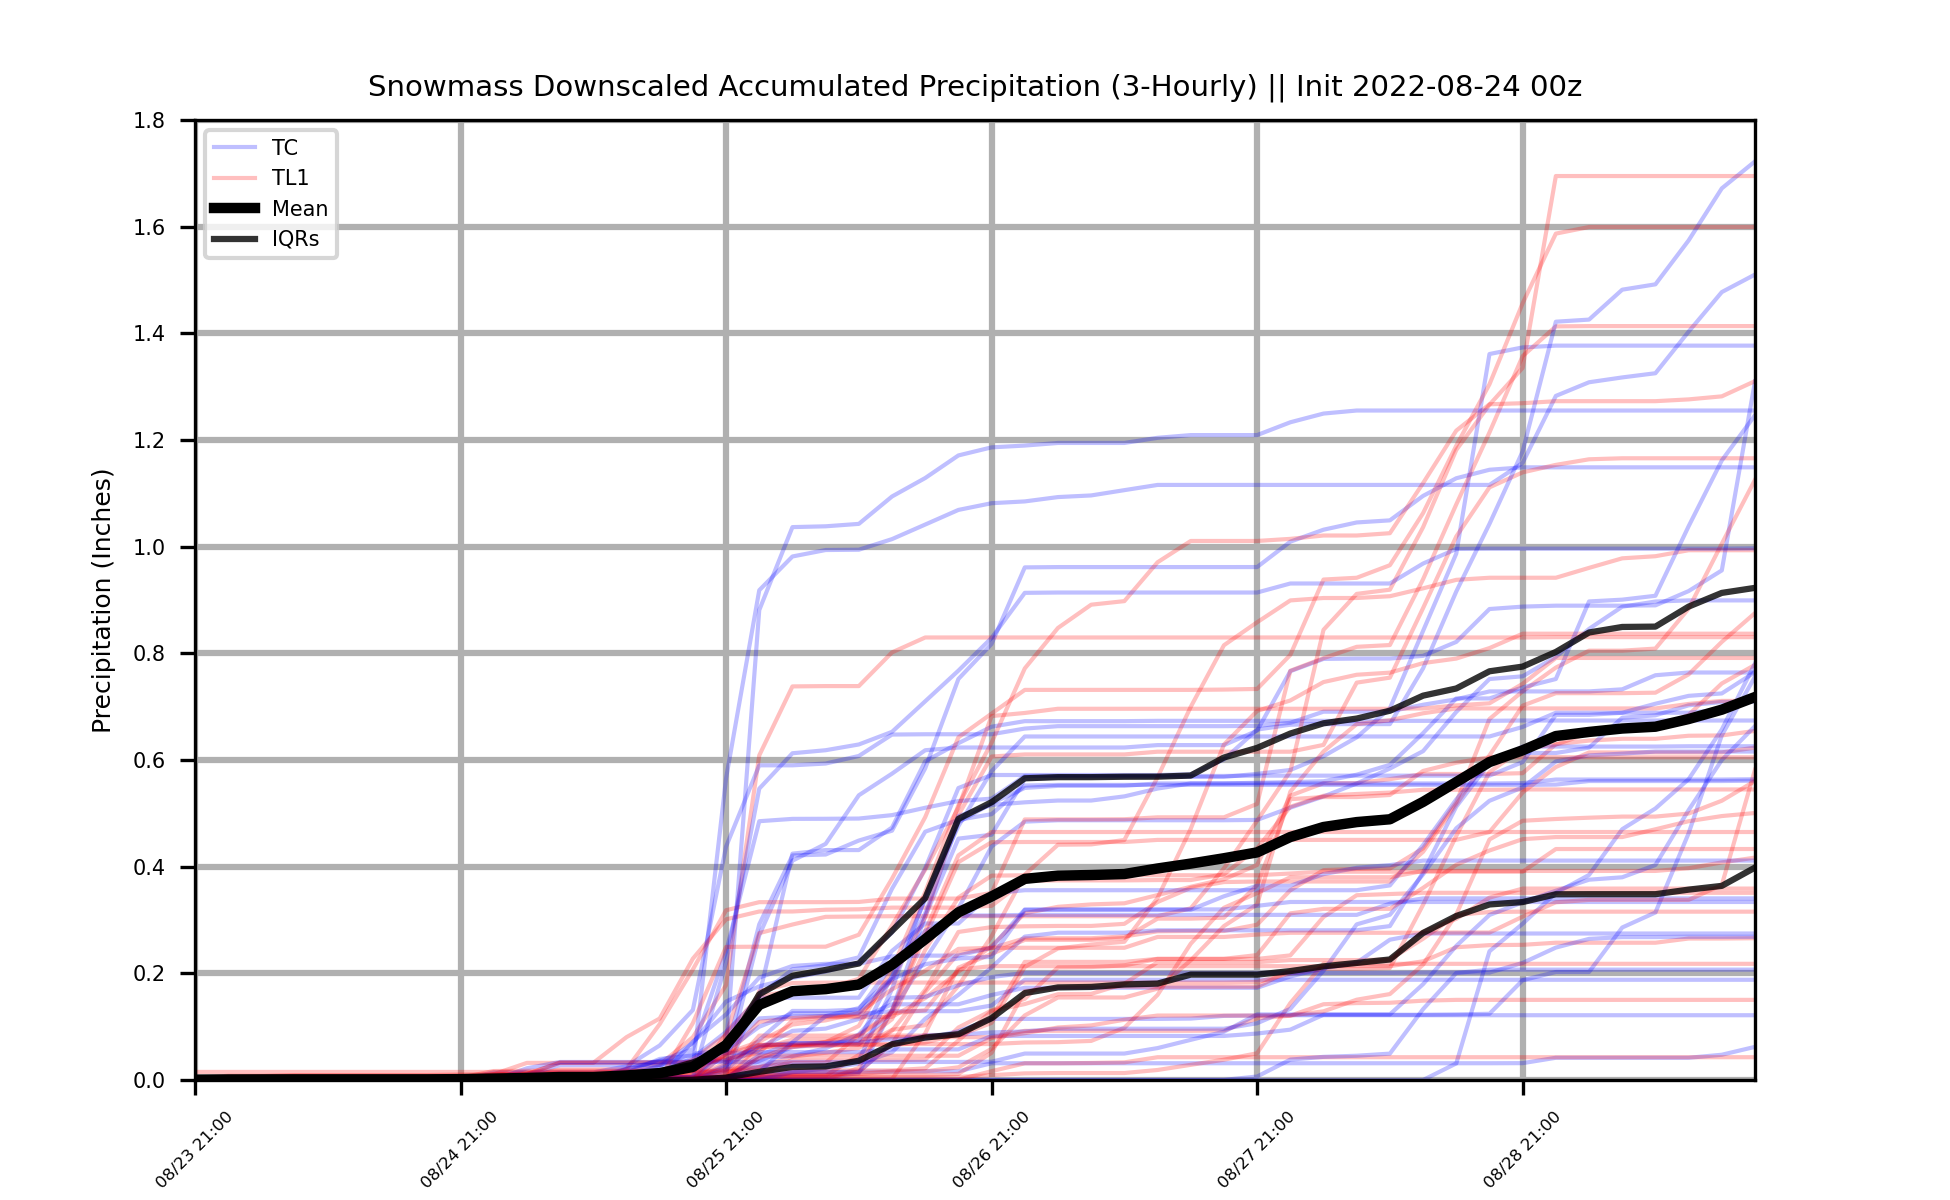 Snowmass Downscaled Accumulated Precipitation (3-Hourly) || Init 2022-08-24 00z
Precipitation (Inches)
1.8
1.6
1.4
1.2
1.0
0.8
0.6
0.4
0.2
0.0
TC
TL1
Mean
IQRs
08/23 21:00
08/24 21:00
08/25 21:00
08/26 21:00
08/27 21:00
08/28 21:00